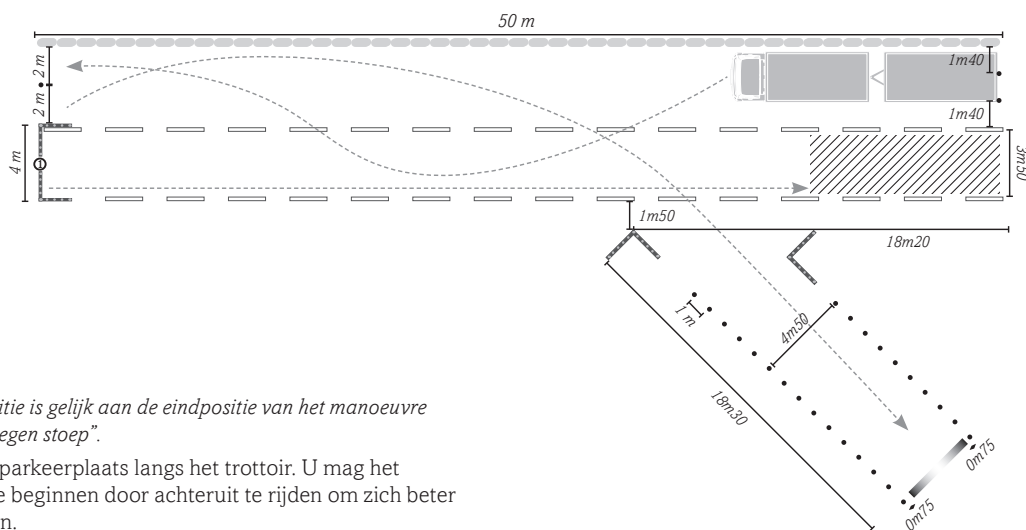 50 m
2 m
1m40
2 m
1m40
4 m
1
3m50
1m50
18m20
1 m
4m50
18m30
0m75
0m75
itie is gelijk aan de eindpositie van het manoeuvre
egen stoep”.
parkeerplaats langs het trottoir. U mag het
e beginnen door achteruit te rijden om zich beter
n.